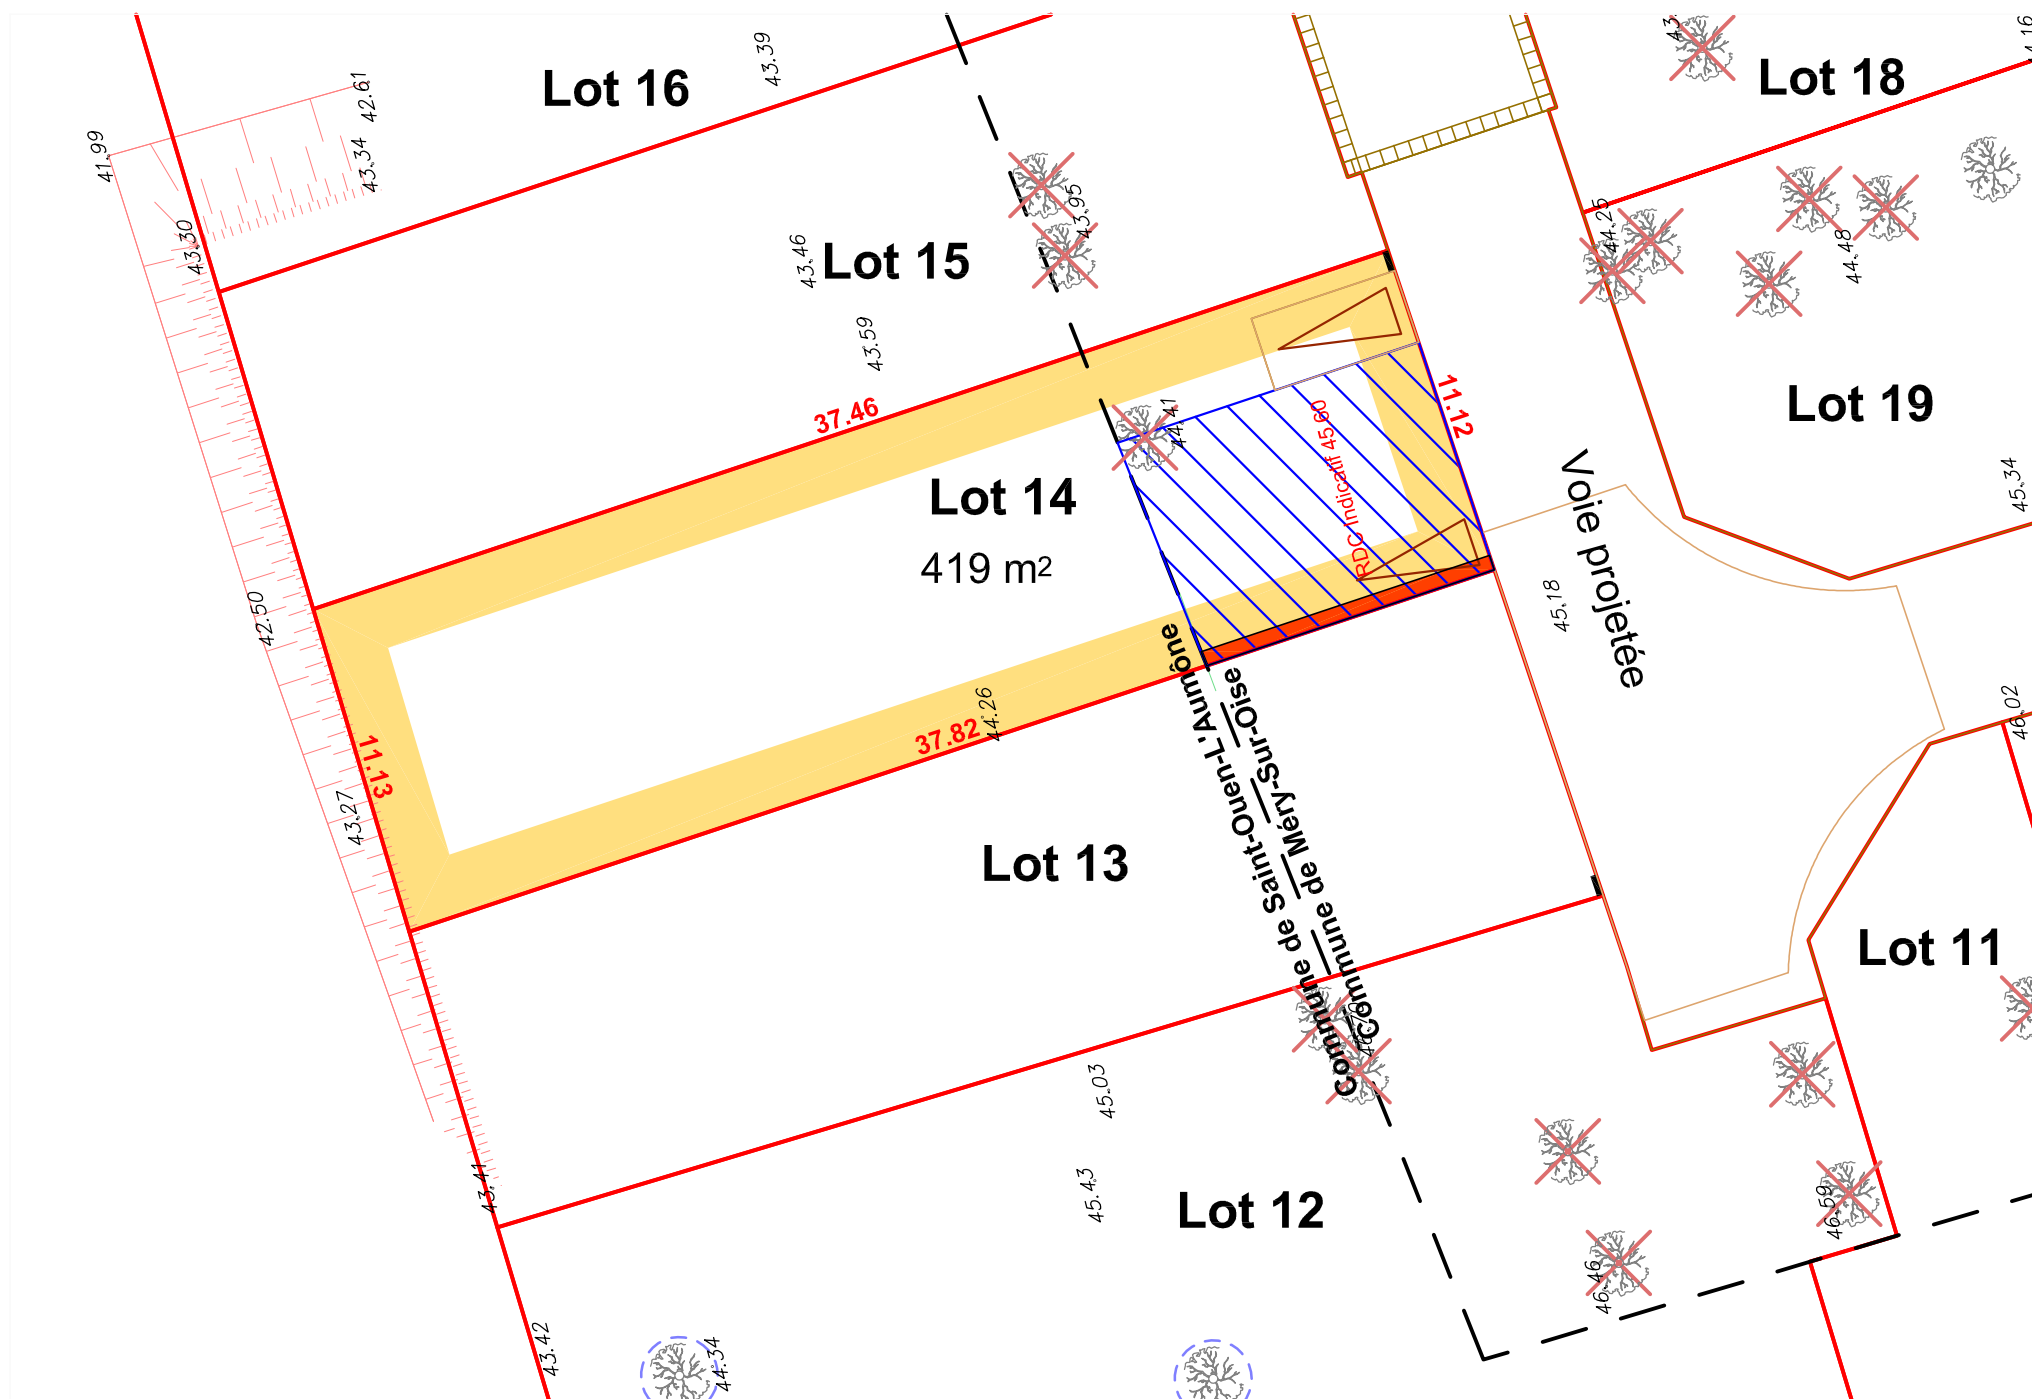 Lot 16
43.39
Lot 18
42.61
43.34
41.99
43.30
43.95
44.25
44.48
43.46
Lot 15
43.59
37.46
44.41
11.12
Lot 19
RDC Indicatif 45.60
Lot 14
419 m²
Voie projetée
45.34
45.18
42.50
44.26
37.82
11.13
43.27
46.02
Commune de Saint-Ouen-L'Aumône
Commune de Méry-Sur-Oise
Lot 13
Lot 11
45.03
45.43
Lot 12
43.41
46.59
46.46
43.42
44.34